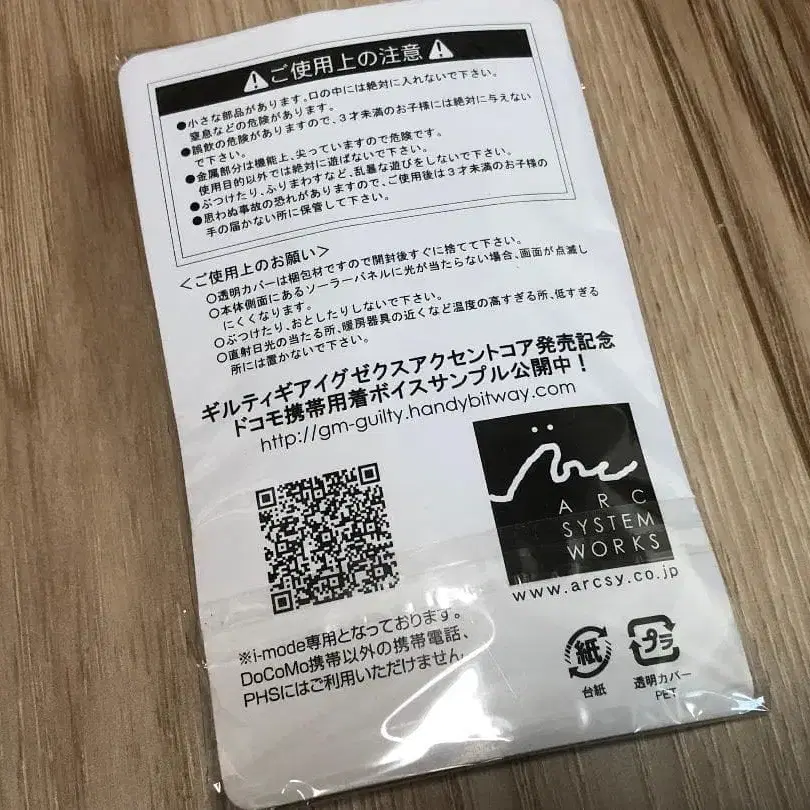 ご使用上の注意
●小さな部品があります。口の中には絶対に入れないで下さい。
窒息などの危険があります。
●誤飲の危険がありますので、3才未満のお子様には絶対に与えない
で下さい。
●金属部分は機能上、尖っていますので危険です。
使用目的以外では絶対に遊ばないで下さい。
●ぶつけたり、ふりまわすなど、乱暴な遊びをしないで下さい。
●思わぬ事故の恐れがありますので、ご使用後は3才未満のお子様の
手の届かない所に保管して下さい。
＜ご使用上のお願い＞
○透明カバーは梱包材ですので開封後すぐに捨てて下さい。
○本体側面にあるソーラーパネルに光が当たらない場合、画面が点滅し
にくくなります。
○ぶつけたり、おとしたりしないで下さい。
○直射日光の当たる所、暖房器具の近くなど温度の高すぎる所、低すぎる
所には置かないで下さい。
ギルティギアイグゼクスアクセントコア発売記念
ドコモ携帯用着ボイスサンプル公開中!
http://gm-guilty.handybitway.com
Arc
ARC
SYSTEM
WORKS
www.arcsy.co.jp
※i-mode専用となっております。
DoCoMo携帯以外の携帯電話、
PHSにはご利用いただけません
紙
台紙
プラ
透明カバー
PET